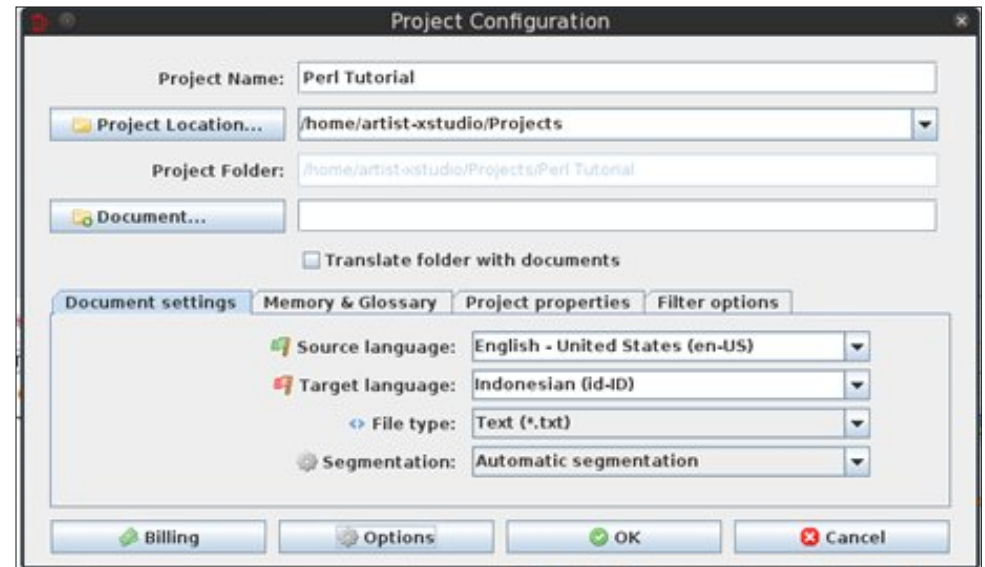 Project Configuration
Project Name: Perl Tutorial
Project Location... /home/artist-xstudio/Projects
Project Folder: /home/artist-xstudio/Projects/Perl Tutorial
Document...
Translate folder with documents
Document settings Memory & Glossary Project properties Filter options
Source language: English - United States (en-US)
Target language: Indonesian (id-ID)
<> File type: Text (*.txt)
Segmentation: Automatic segmentation
Billing Options OK Cancel